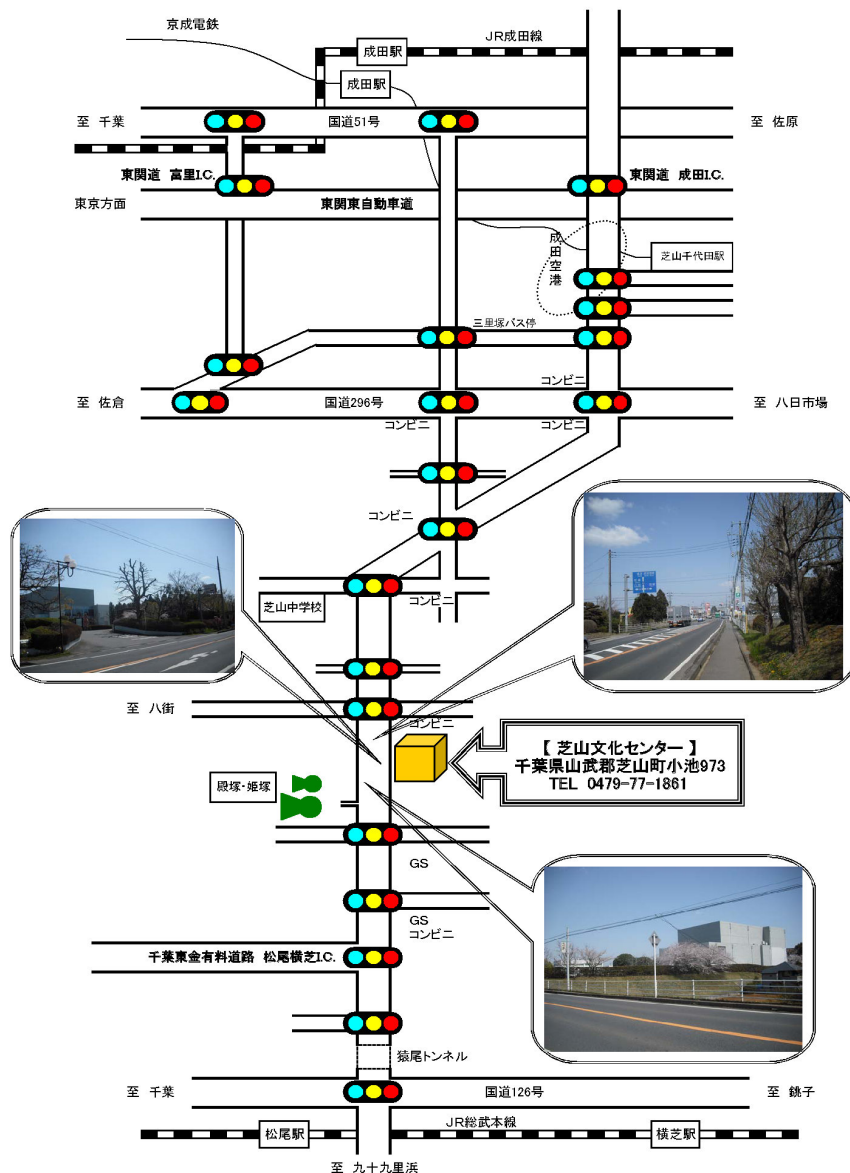 京成電鉄
JR成田線
成田駅
成田駅
至 千葉
国道51号
至 佐原
東関道 富里I.C.
東関道 成田I.C.
東京方面
東関東自動車道
成田空港
芝山千代田駅
三里塚バス停
コンビニ
至 佐倉
国道296号
至 八日市場
コンビニ
コンビニ
コンビニ
芝山中学校
コンビニ
至 八街
コンビニ
【 芝山文化センター 】
千葉県山武郡芝山町小池973
TEL 0479-77-1861
殿塚・姫塚
GS
GS
コンビニ
千葉東金有料道路 松尾横芝I.C.
猿尾トンネル
至 千葉
国道126号
至 銚子
松尾駅
JR総武本線
横芝駅
至 九十九里浜